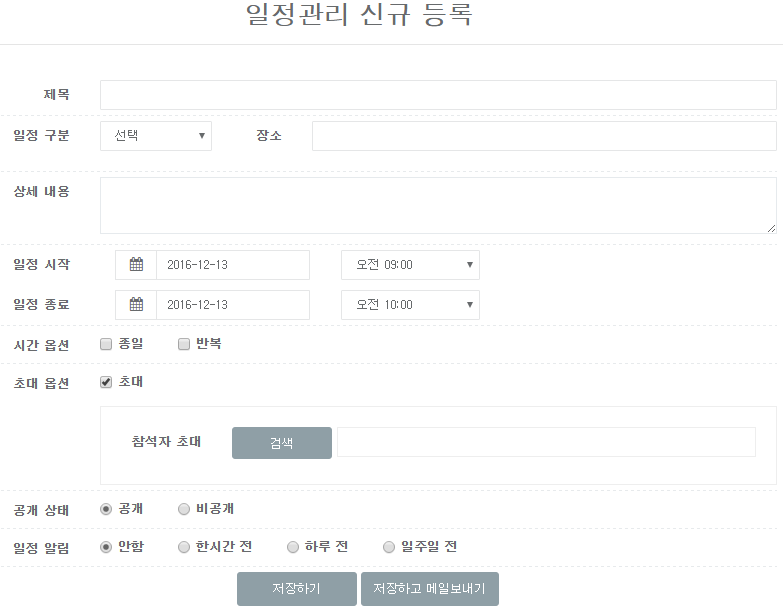 일정관리 신규 등록
제목
일정 구분 선택 장소
상세 내용
일정 시작 2016-12-13 오전 09:00
일정 종료 2016-12-13 오전 10:00
시간 옵션 종일 반복
초대 옵션 초대
참석자 초대 검색
공개 상태 공개 비공개
일정 알림 안함 한시간 전 하루 전 일주일 전
저장하기 저장하고 메일보내기